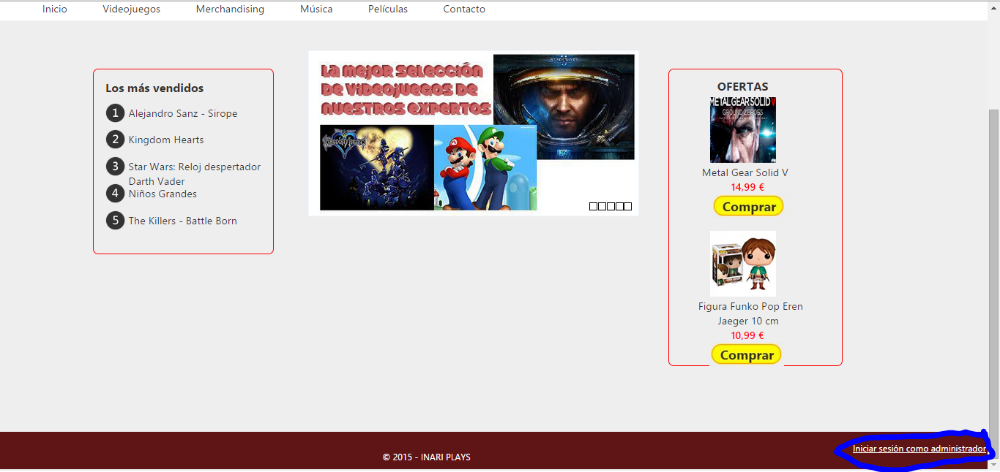 Inicio Videojuegos Merchandising Música Películas Contacto
Los más vendidos
1 Alejandro Sanz - Sirope
2 Kingdom Hearts
3 Star Wars: Reloj despertador
Darth Vader
4 Niños Grandes
5 The Killers - Battle Born
La mejor selección
de videojuegos de
nuestros expertos
STARCRAFT
KINGDOM HEARTS
OFERTAS
METAL GEAR SOLID V
GROUND ZEROES
Metal Gear Solid V
14,99 €
Comprar
Figura Funko Pop Eren
Jaeger 10 cm
10,99 €
Comprar
© 2015 - INARI PLAYS
Iniciar sesión como administrador